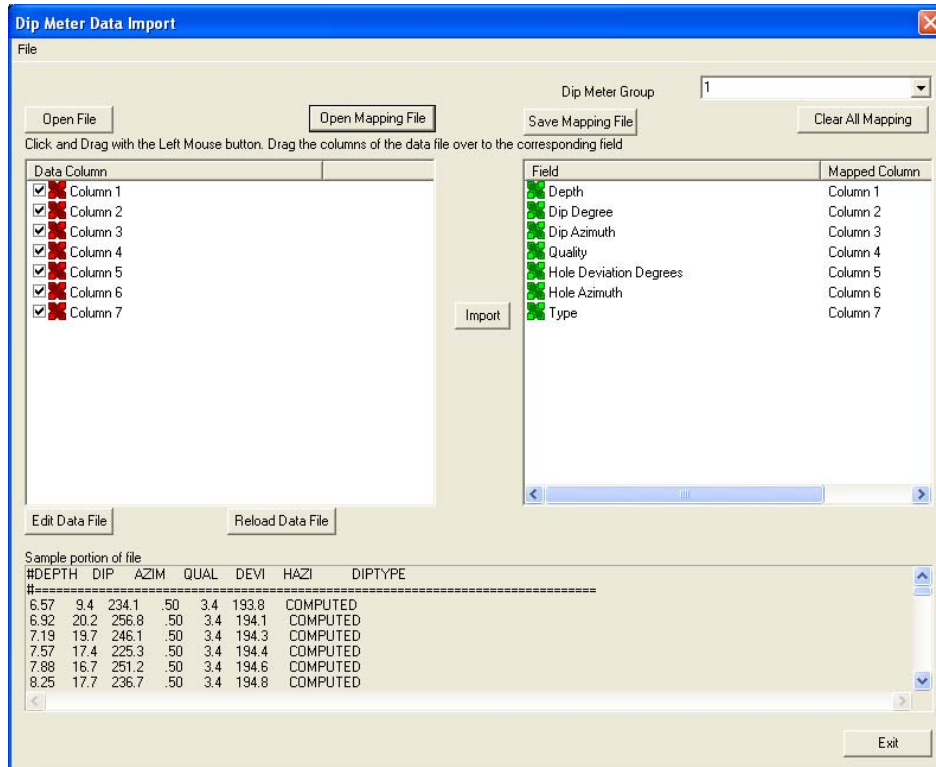 Dip Meter Data Import
File
Dip Meter Group 1
Open File Open Mapping File Save Mapping File Clear All Mapping
Click and Drag with the Left Mouse button. Drag the columns of the data file over to the corresponding field
Data Column
Column 1
Column 2
Column 3
Column 4
Column 5
Column 6
Column 7
Import
Field Mapped Column
Depth Column 1
Dip Degree Column 2
Dip Azimuth Column 3
Quality Column 4
Hole Deviation Degrees Column 5
Hole Azimuth Column 6
Type Column 7
Edit Data File Reload Data File
Sample portion of file
#DEPTH DIP AZIM QUAL DEVI HAZI DIPTYPE
#==============================================================================
6.57 9.4 234.1 .50 3.4 193.8 COMPUTED
6.92 20.2 256.8 .50 3.4 194.1 COMPUTED
7.19 19.7 246.1 .50 3.4 194.3 COMPUTED
7.57 17.4 225.3 .50 3.4 194.4 COMPUTED
7.88 16.7 251.2 .50 3.4 194.6 COMPUTED
8.25 17.7 236.7 .50 3.4 194.8 COMPUTED
Exit